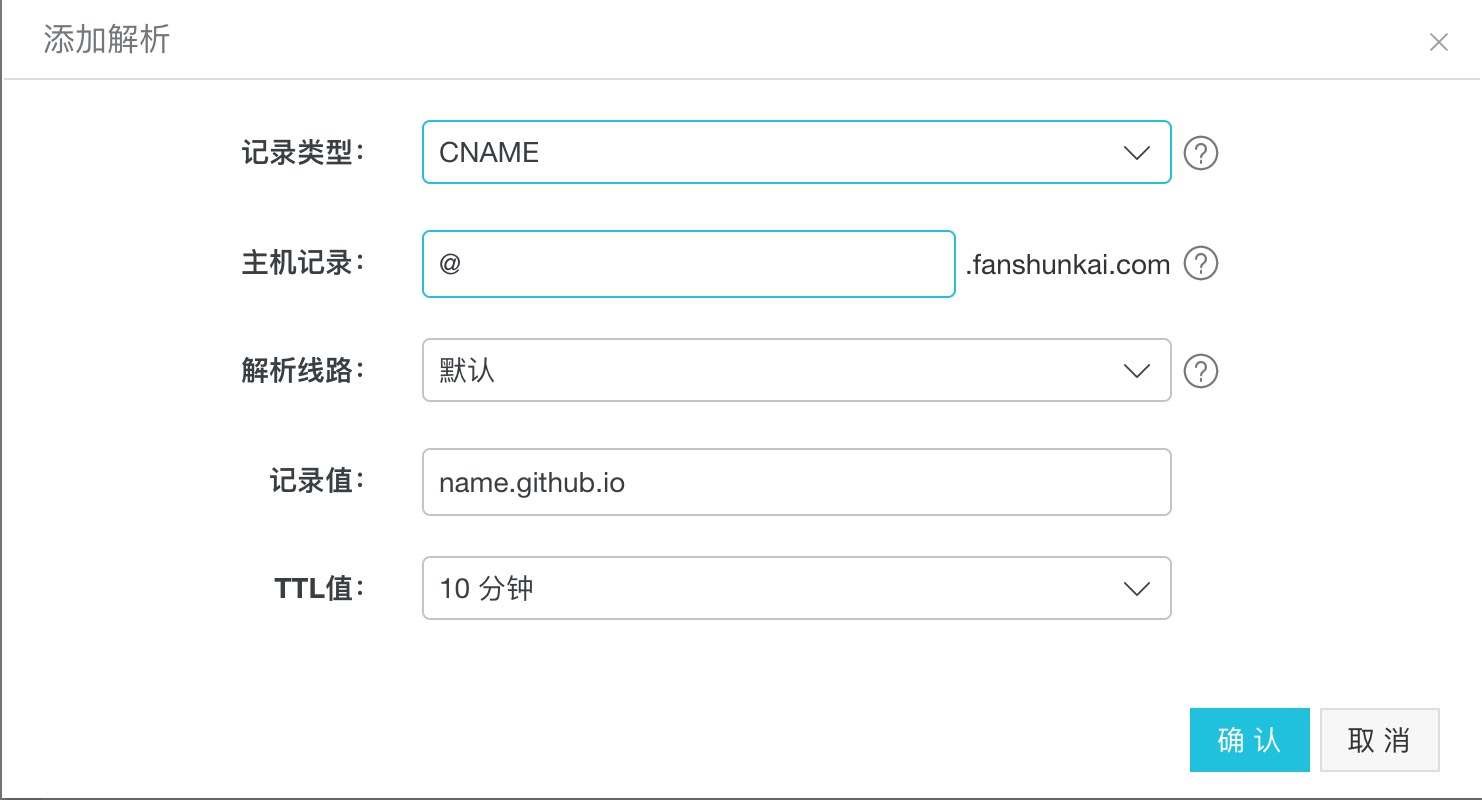 添加解析
记录类型: CNAME
主机记录: @ .fanshunkai.com
解析线路: 默认
记录值: name.github.io
TTL值: 10 分钟
确 认 取 消